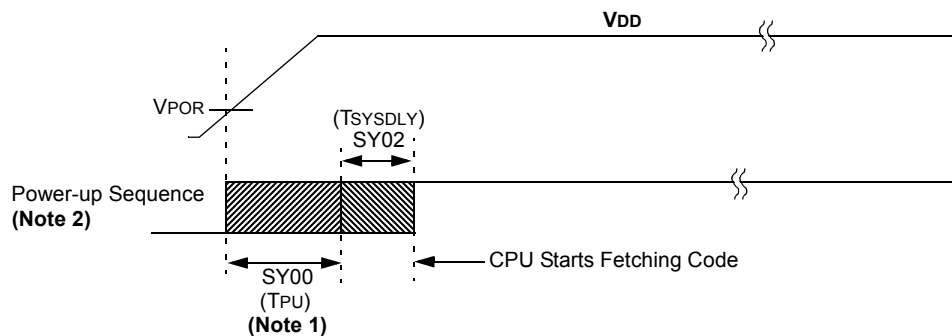 VDD
VPOR
(TSYSDLY)
SY02
Power-up Sequence
(Note 2)
CPU Starts Fetching Code
SY00
(TPU)
(Note 1)